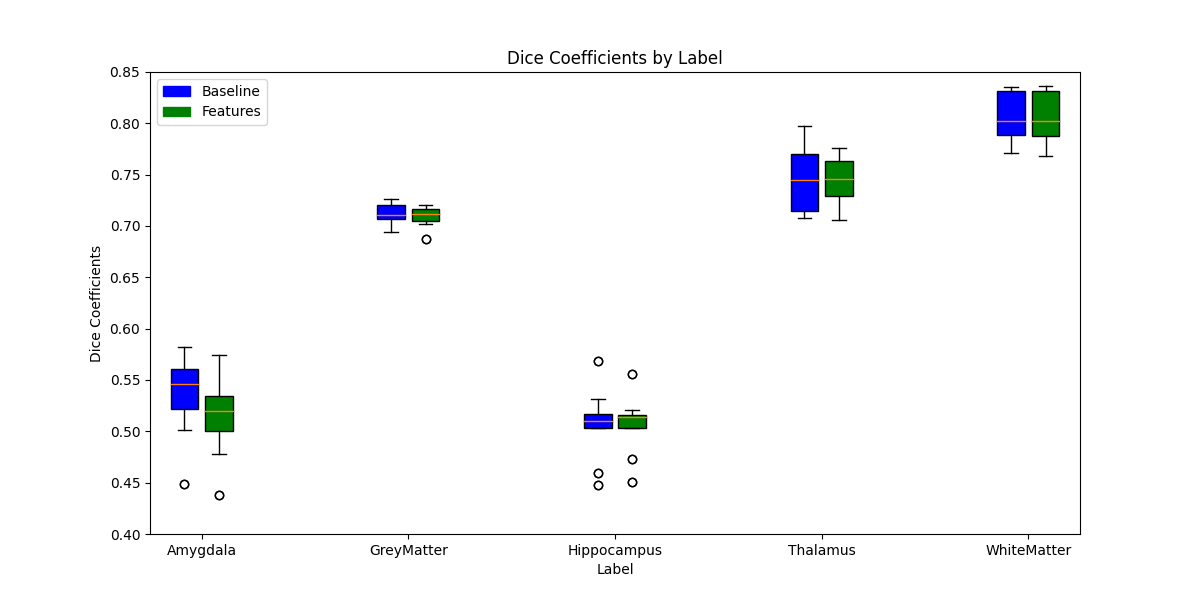 Dice Coefficients by Label
Baseline
Features
0.85
0.80
0.75
0.70
0.65
0.60
0.55
0.50
0.45
0.40
Dice Coefficients
Amygdala GreyMatter Hippocampus Thalamus WhiteMatter
Label